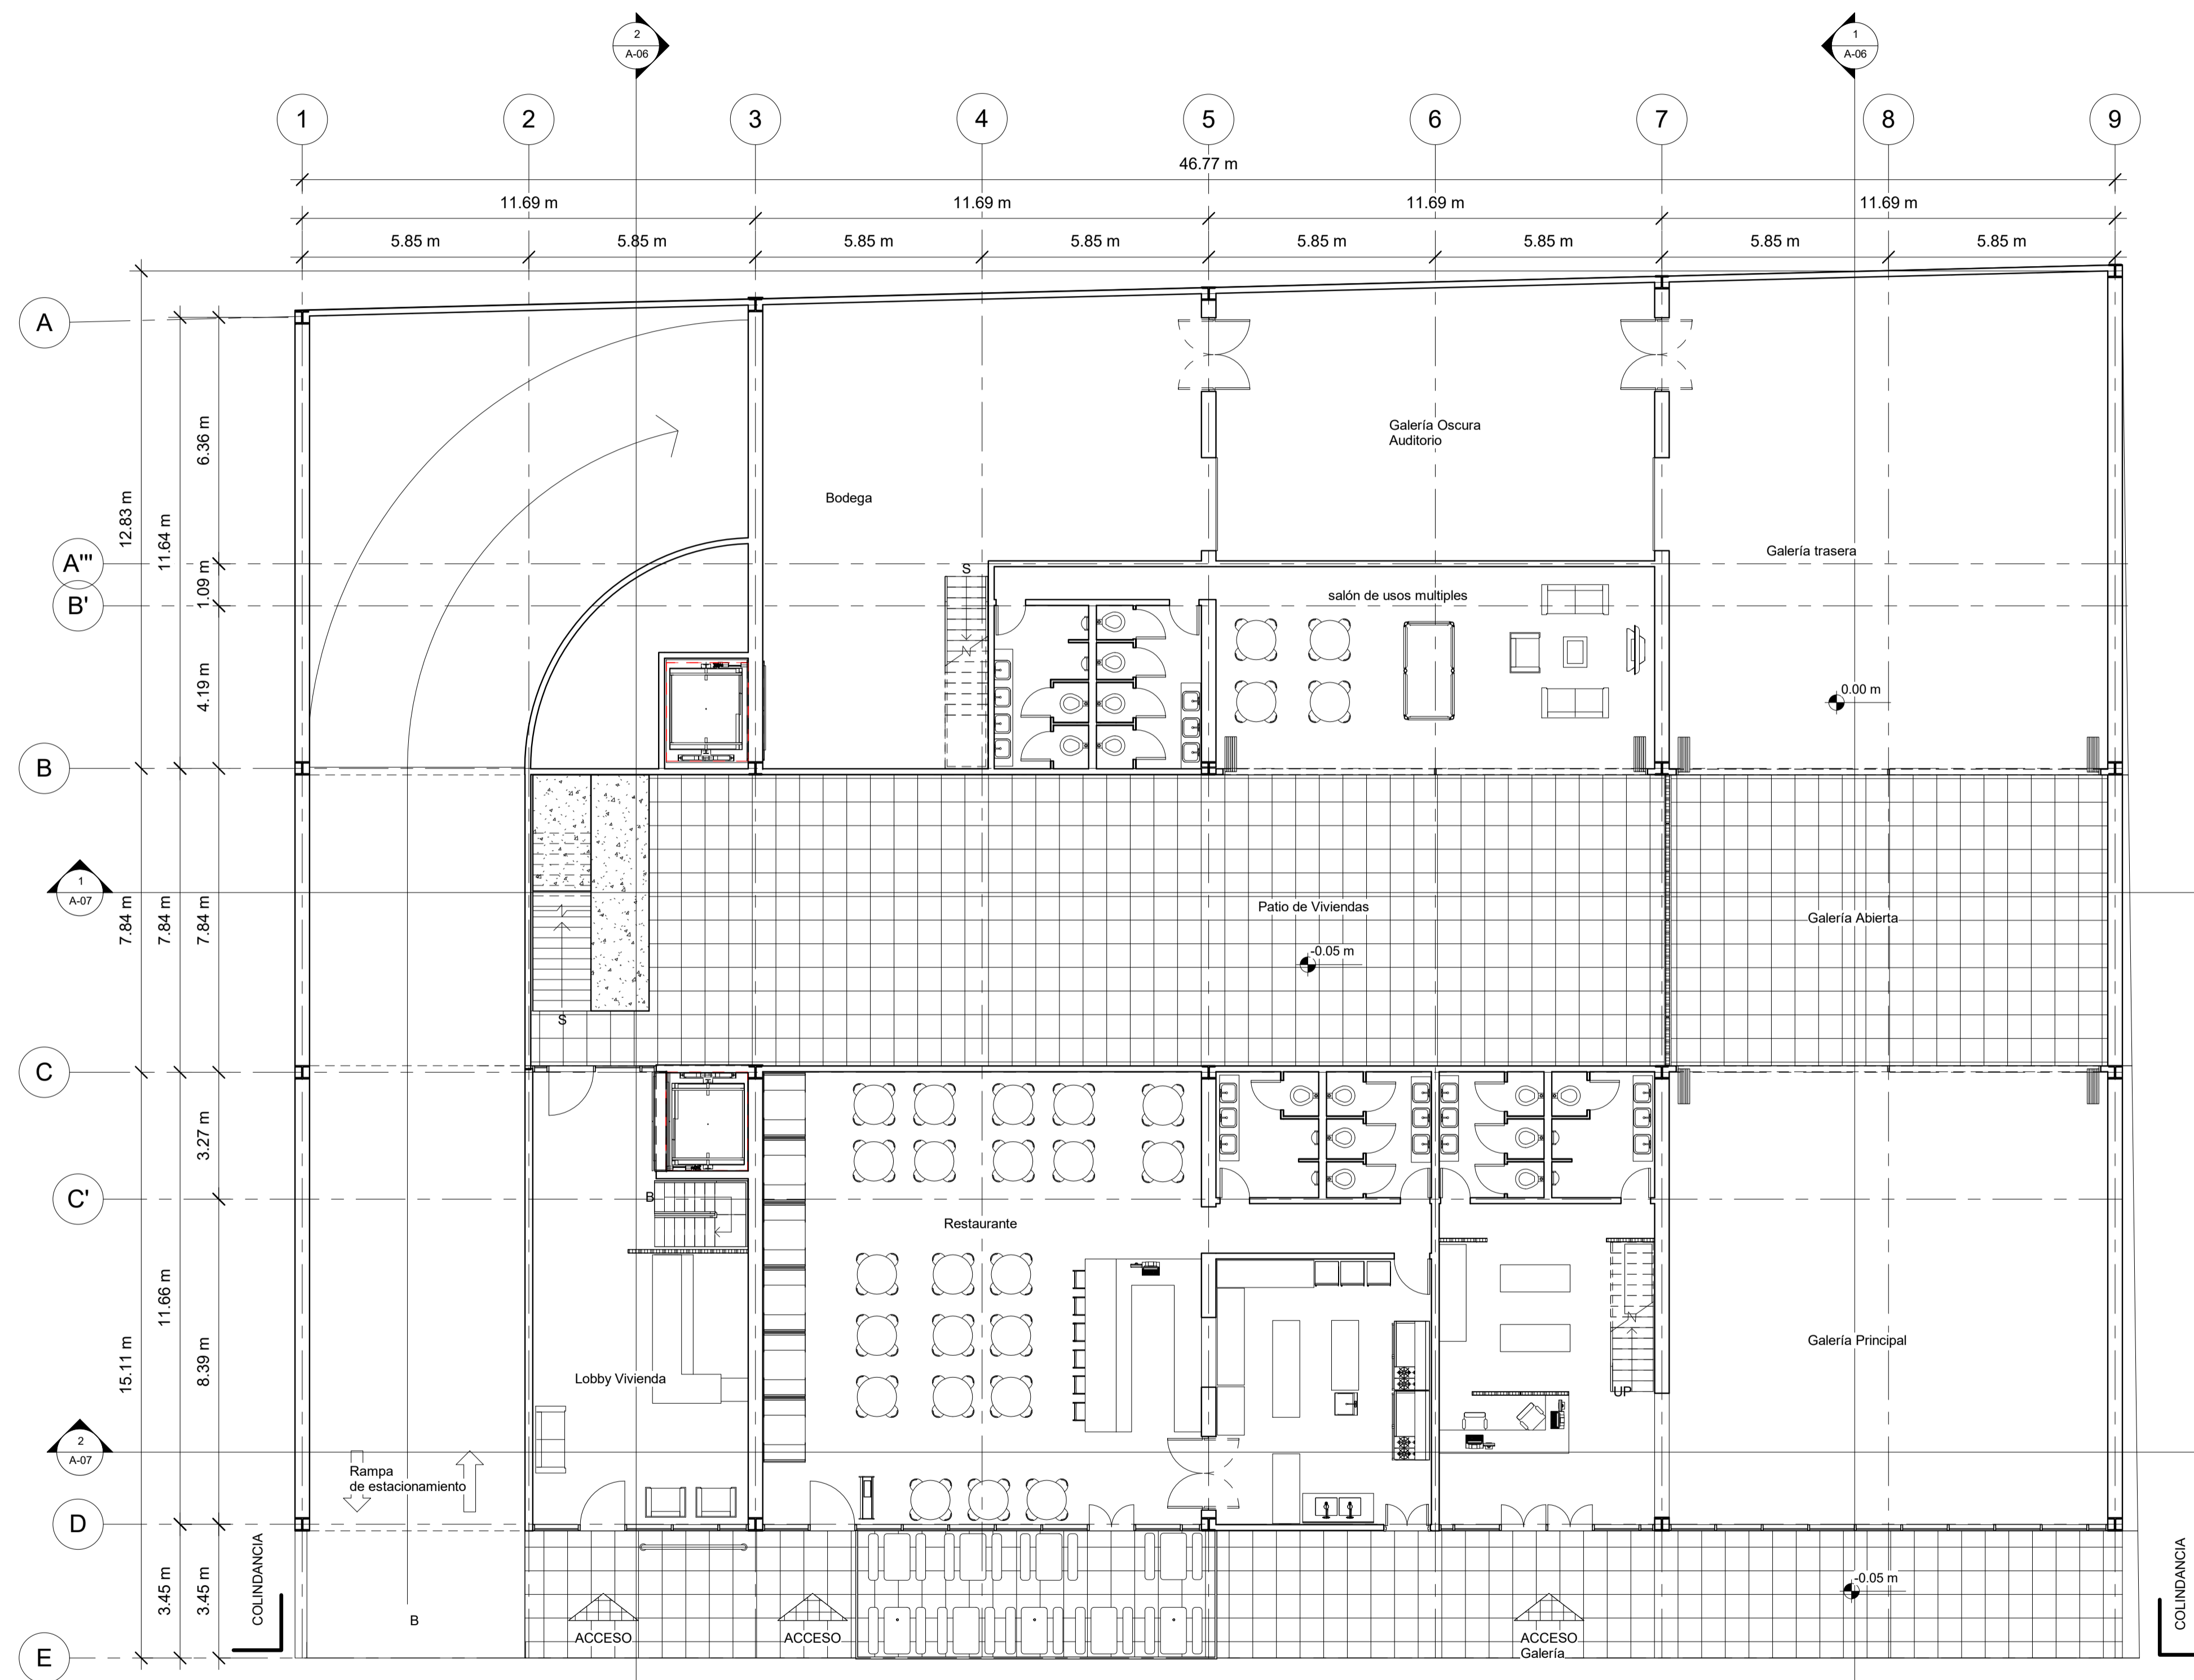 2
A-06
1
A-06
1
2
3
4
5
6
7
8
9
46.77 m
11.69 m
11.69 m
11.69 m
11.69 m
5.85 m
5.85 m
5.85 m
5.85 m
5.85 m
5.85 m
5.85 m
5.85 m
A
A'''
B'
B
C
C'
D
E
12.83 m
11.64 m
6.36 m
1.09 m
4.19 m
7.84 m
7.84 m
7.84 m
15.11 m
11.66 m
3.27 m
8.39 m
3.45 m
3.45 m
1
A-07
2
A-07
Bodega
Galería Oscura
Auditorio
Galería trasera
S
salón de usos multiples
0.00 m
Patio de Viviendas
-0.05 m
Galería Abierta
S
B
Restaurante
Lobby Vivienda
UP
Galería Principal
Rampa
de estacionamiento
B
COLINDANCIA
ACCESO
ACCESO
ACCESO
Galería
-0.05 m
COLINDANCIA